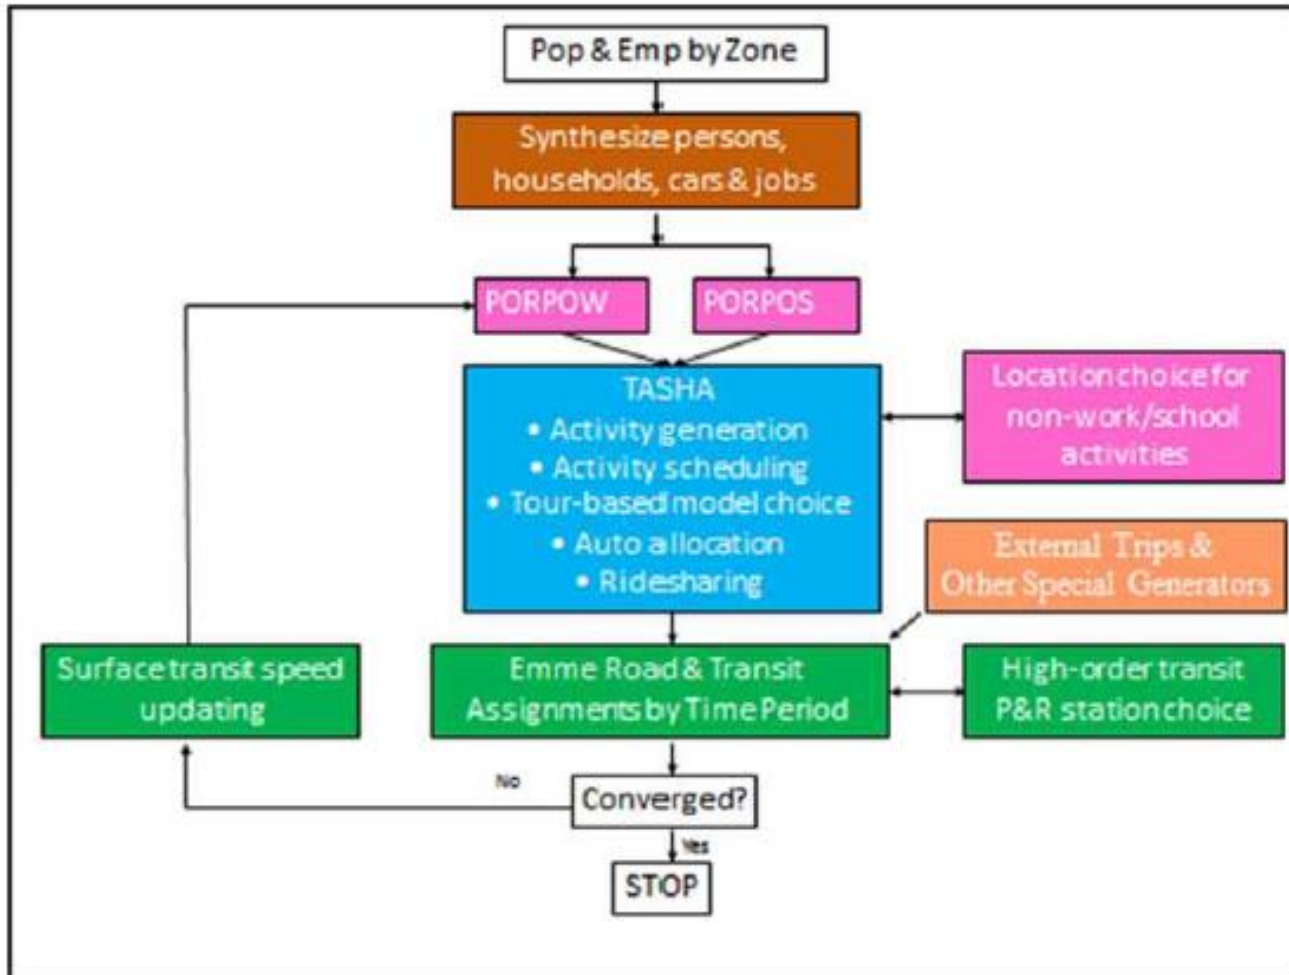 Pop & Emp by Zone
Synthesize persons,
households, cars & jobs
PORPOW
PORPOS
TASHA
• Activity generation
• Activity scheduling
• Tour-based model choice
• Auto allocation
• Ridesharing
Location choice for
non-work/school
activities
External Trips &
Other Special Generators
Surface transit speed
updating
Emme Road & Transit
Assignments by Time Period
High-order transit
P&R station choice
No
Converged?
Yes
STOP